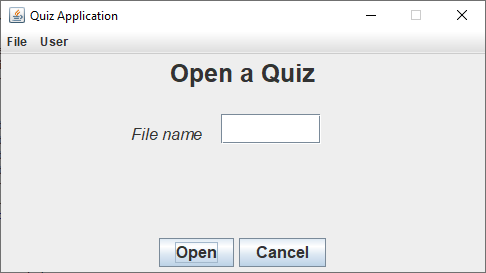 Quiz Application
File User
Open a Quiz
File name
Open Cancel